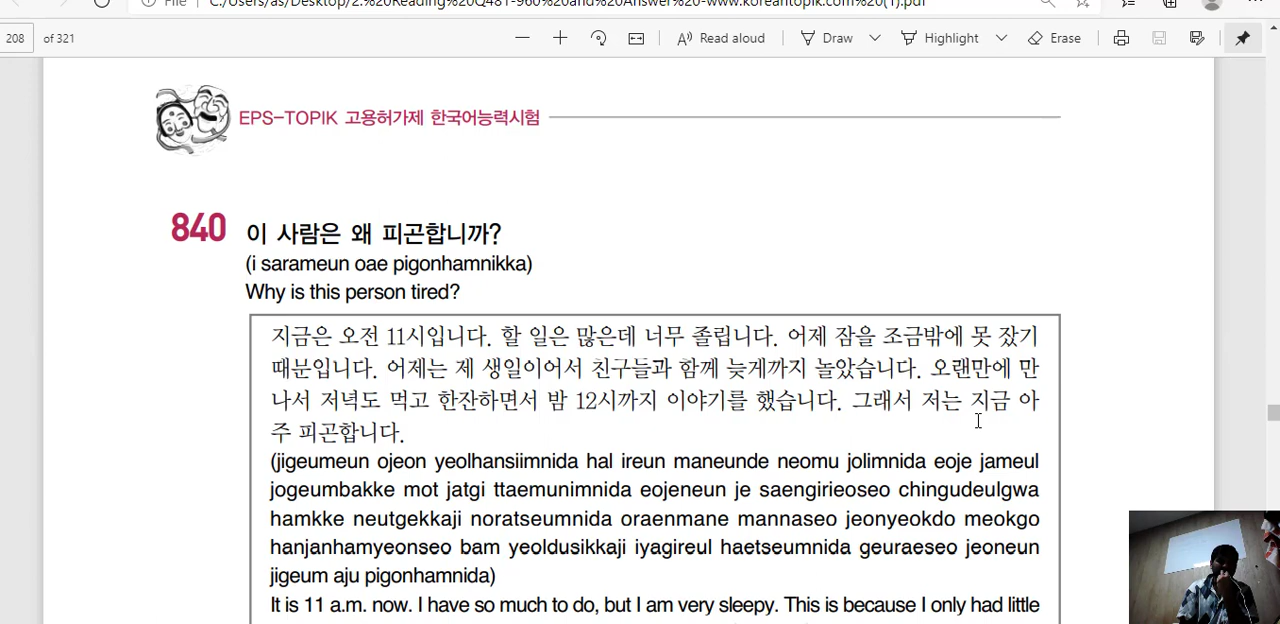 File
C:/Users/as/Desktop/2.%20Reading%20Q481-960%20and%20Answer%20-www.koreantopik.com%20(1).pdf
208 of 321
Read aloud
Draw
Highlight
Erase
EPS-TOPIK 고용허가제 한국어능력시험
840 이 사람은 왜 피곤합니까?
(i sarameun oae pigonhamnikka)
Why is this person tired?
지금은 오전 11시입니다. 할 일은 많은데 너무 졸립니다. 어제 잠을 조금밖에 못 잤기
때문입니다. 어제는 제 생일이어서 친구들과 함께 늦게까지 놀았습니다. 오랜만에 만
나서 저녁도 먹고 한잔하면서 밤 12시까지 이야기를 했습니다. 그래서 저는 지금 아
주 피곤합니다.
(jigeumeun ojeon yeolhansiimnida hal ireun maneunde neomu jolimnida eoje jameul
jogeumbakke mot jatgi ttaemunimnida eojeneun je saengirieoseo chingudeulgwa
hamkke neutgekkaji noratseumnida oraenmane mannaseo jeonyeokdo meokgo
hanjanhamyeonseo bam yeoldusikkaji iyagireul haetseumnida geuraeseo jeoneun
jigeum aju pigonhamnida)
It is 11 a.m. now. I have so much to do, but I am very sleepy. This is because I only had little